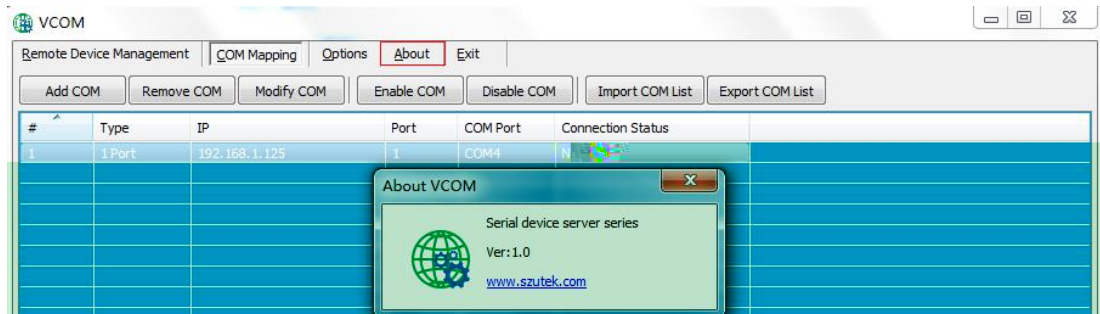 VCOM
Remote Device Management COM Mapping Options About Exit
Add COM Remove COM Modify COM Enable COM Disable COM Import COM List Export COM List
# Type IP Port COM Port Connection Status
1 1 Port 192.168.1.125 1 COM4
About VCOM
Serial device server series
Ver:1.0
www.szutek.com